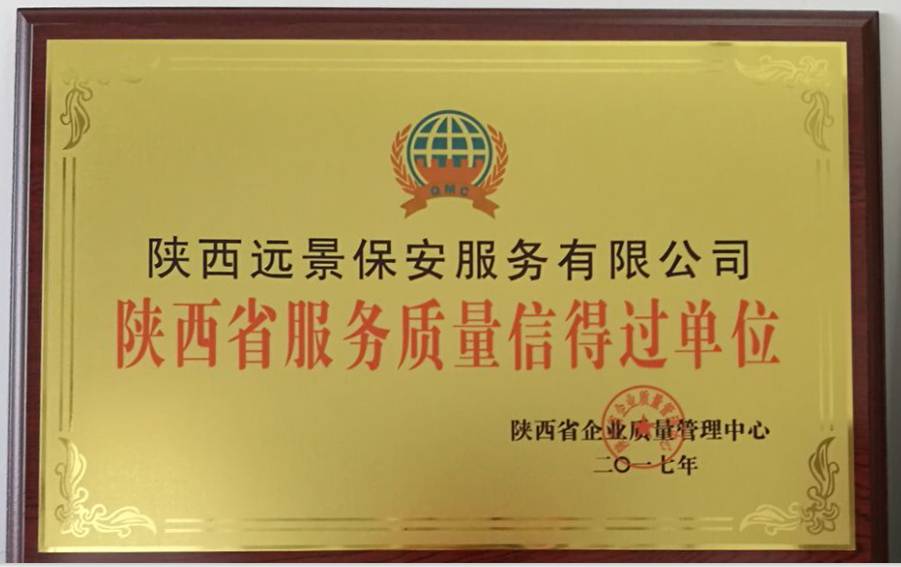 QMC
陕西远景保安服务有限公司
陕西省服务质量信得过单位
陕西省企业质量管理中心
二〇一七年